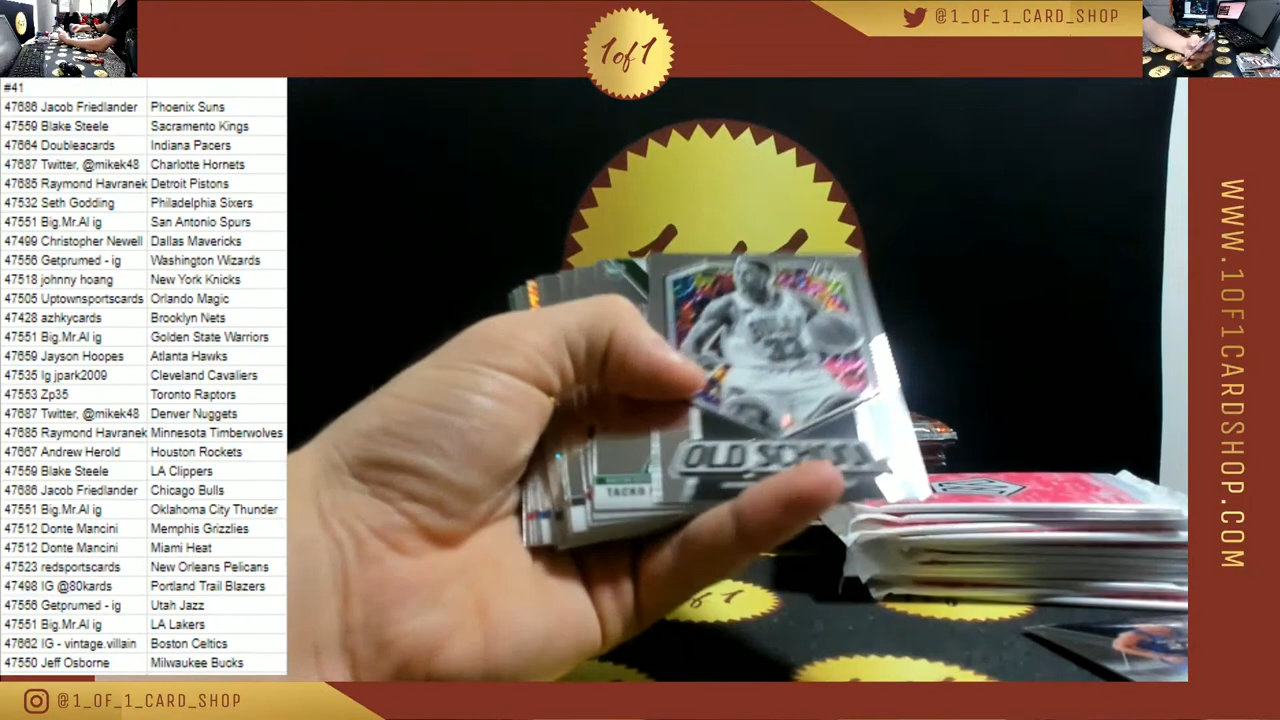 1 of 1
@1_OF_1_CARD_SHOP
#41
47686 Jacob Friedlander Phoenix Suns
47559 Blake Steele Sacramento Kings
47664 Doubleacards Indiana Pacers
47687 Twitter, @mikek48 Charlotte Hornets
47685 Raymond Havranek Detroit Pistons
47532 Seth Godding Philadelphia Sixers
47551 Big.Mr.Al ig San Antonio Spurs
47499 Christopher Newell Dallas Mavericks
47556 Getprumed - ig Washington Wizards
47518 johnny hoang New York Knicks
47505 Uptownsportscards Orlando Magic
47428 azhkycards Brooklyn Nets
47551 Big.Mr.Al ig Golden State Warriors
47659 Jayson Hoopes Atlanta Hawks
47535 Ig jpark2009 Cleveland Cavaliers
47553 Zp35 Toronto Raptors
47687 Twitter, @mikek48 Denver Nuggets
47685 Raymond Havranek Minnesota Timberwolves
47667 Andrew Herold Houston Rockets
47559 Blake Steele LA Clippers
47686 Jacob Friedlander Chicago Bulls
47551 Big.Mr.Al ig Oklahoma City Thunder
47512 Donte Mancini Memphis Grizzlies
47512 Donte Mancini Miami Heat
47523 redsportscards New Orleans Pelicans
47498 IG @80kards Portland Trail Blazers
47556 Getprumed - ig Utah Jazz
47551 Big.Mr.Al ig LA Lakers
47662 IG - vintage.villain Boston Celtics
47550 Jeff Osborne Milwaukee Bucks
OLD
TACKO
of 1
WWW.1OF1CARDSHOP.COM
@1_OF_1_CARD_SHOP